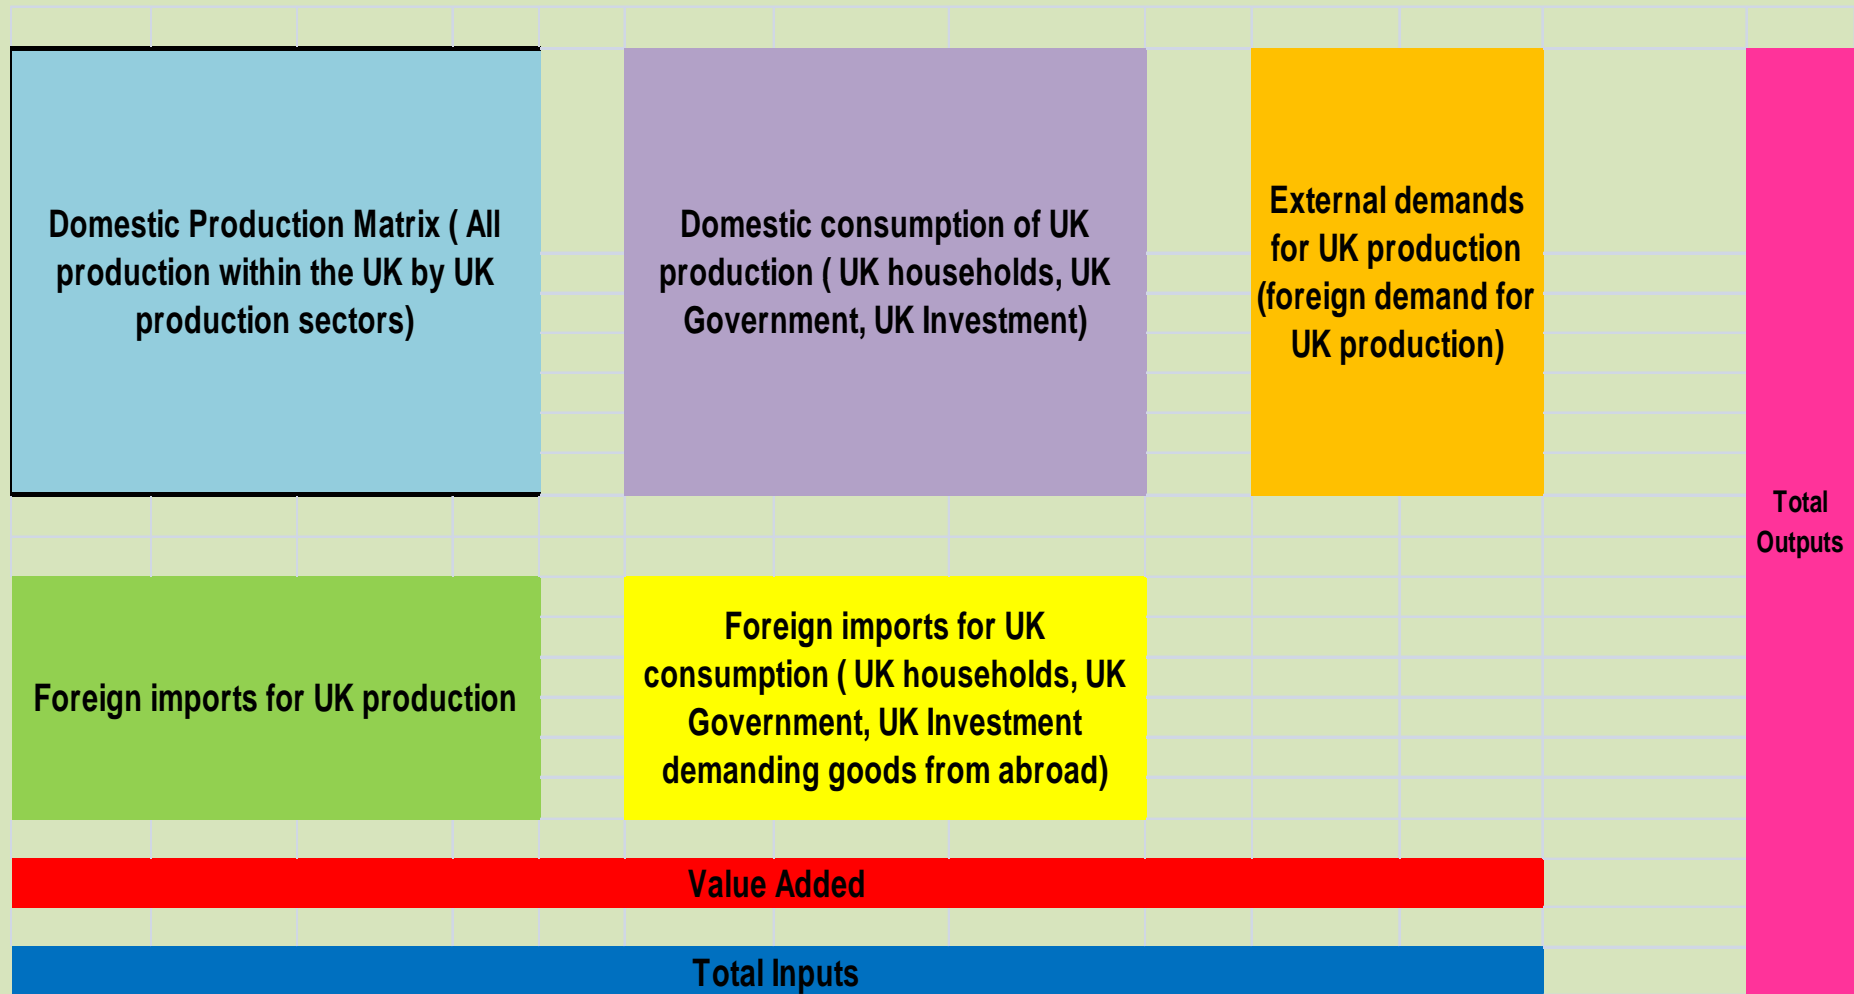 Domestic Production Matrix ( All
production within the UK by UK
production sectors)
Domestic consumption of UK
production ( UK households, UK
Government, UK Investment)
External demands
for UK production
(foreign demand for
UK production)
Total
Outputs
Foreign imports for UK production
Foreign imports for UK
consumption ( UK households, UK
Government, UK Investment
demanding goods from abroad)
Value Added
Total Inputs